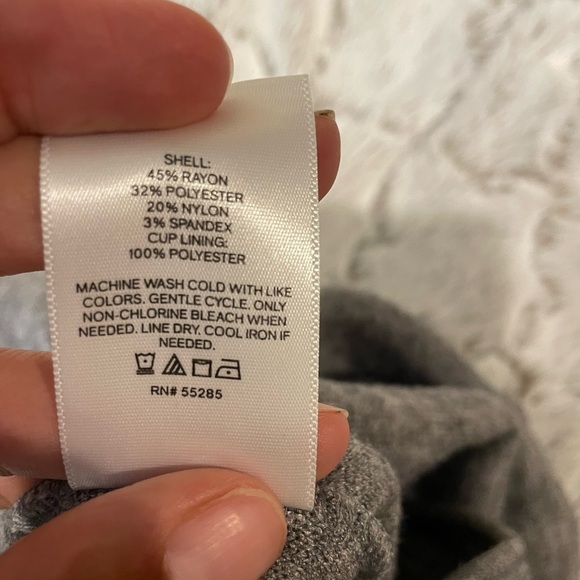 SHELL:
45% RAYON
32% POLYESTER
20% NYLON
3% SPANDEX
CUP LINING:
100% POLYESTER
MACHINE WASH COLD WITH LIKE
COLORS. GENTLE CYCLE. ONLY
NON-CHLORINE BLEACH WHEN
NEEDED. LINE DRY. COOL IRON IF
NEEDED.
RN# 55285